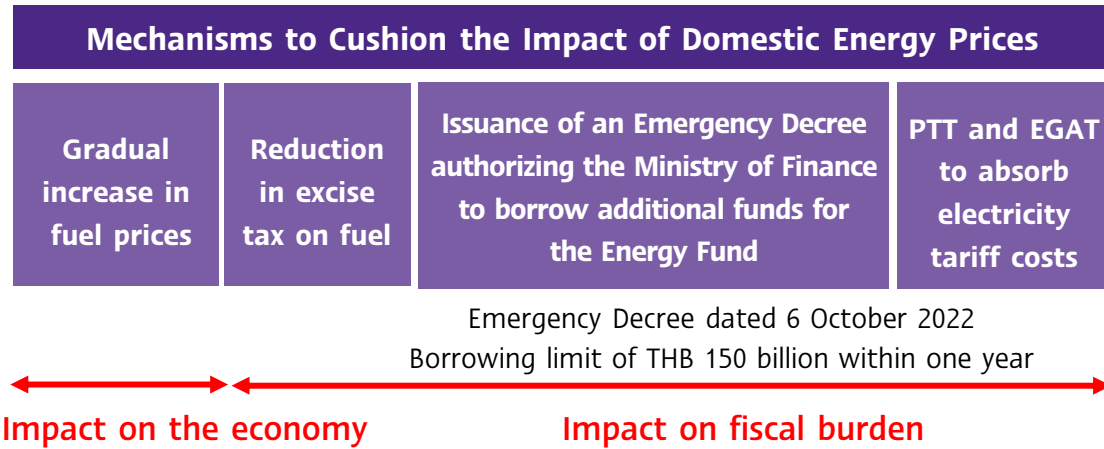 Mechanisms to Cushion the Impact of Domestic Energy Prices
Gradual
increase in
fuel prices
Reduction
in excise
tax on fuel
Issuance of an Emergency Decree
authorizing the Ministry of Finance
to borrow additional funds for
the Energy Fund
PTT and EGAT
to absorb
electricity
tariff costs
Emergency Decree dated 6 October 2022
Borrowing limit of THB 150 billion within one year
Impact on the economy
Impact on fiscal burden